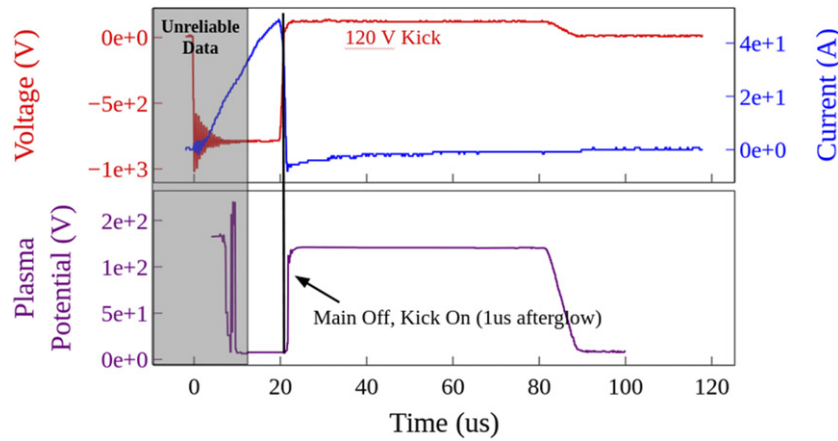 Unreliable
Data
120 V Kick
Voltage (V)
0e+0
−5e+2
−1e+3
4e+1
2e+1
0e+0
Current (A)
Plasma
Potential (V)
2e+2
1e+2
5e+1
0e+0
Main Off, Kick On (1us afterglow)
0 20 40 60 80 100 120
Time (us)